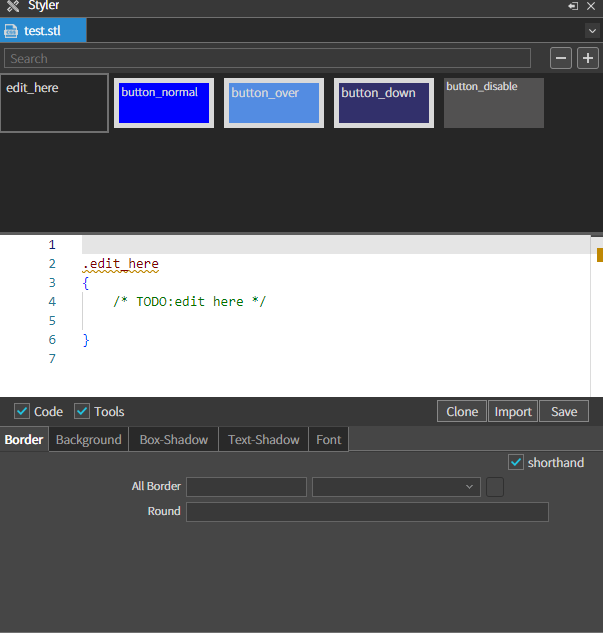 Styler
test.stl
Search
edit_here
button_normal
button_over
button_down
button_disable
1
2 .edit_here
3 {
4 /* TODO:edit here */
5
6 }
7
Code Tools Clone Import Save
Border Background Box-Shadow Text-Shadow Font
shorthand
All Border
Round